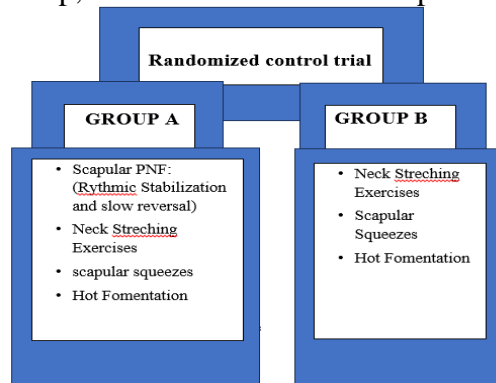 Randomized control trial
GROUP A
• Scapular PNF:
(Rythmic Stabilization
and slow reversal)
• Neck Streching
Exercises
• scapular squeezes
• Hot Fomentation
GROUP B
• Neck Streching
Exercises
• Scapular
Squeezes
• Hot Fomentation